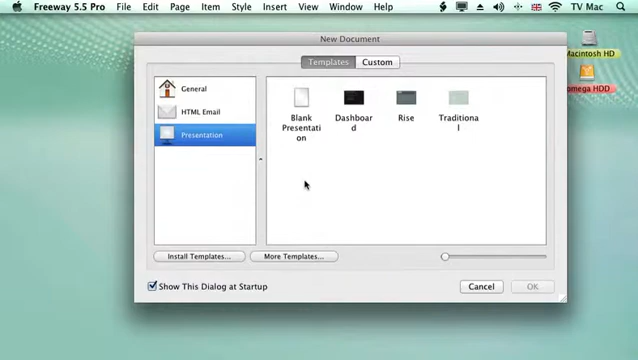 Freeway 5.5 Pro File Edit Page Item Style Insert View Window Help TV Mac
New Document
Macintosh HD
Templates Custom
omega HDD
General
HTML Email
Presentation
Blank
Presentati
on
Dashboar
d
Rise
Traditiona
l
Install Templates... More Templates...
Show This Dialog at Startup
Cancel OK